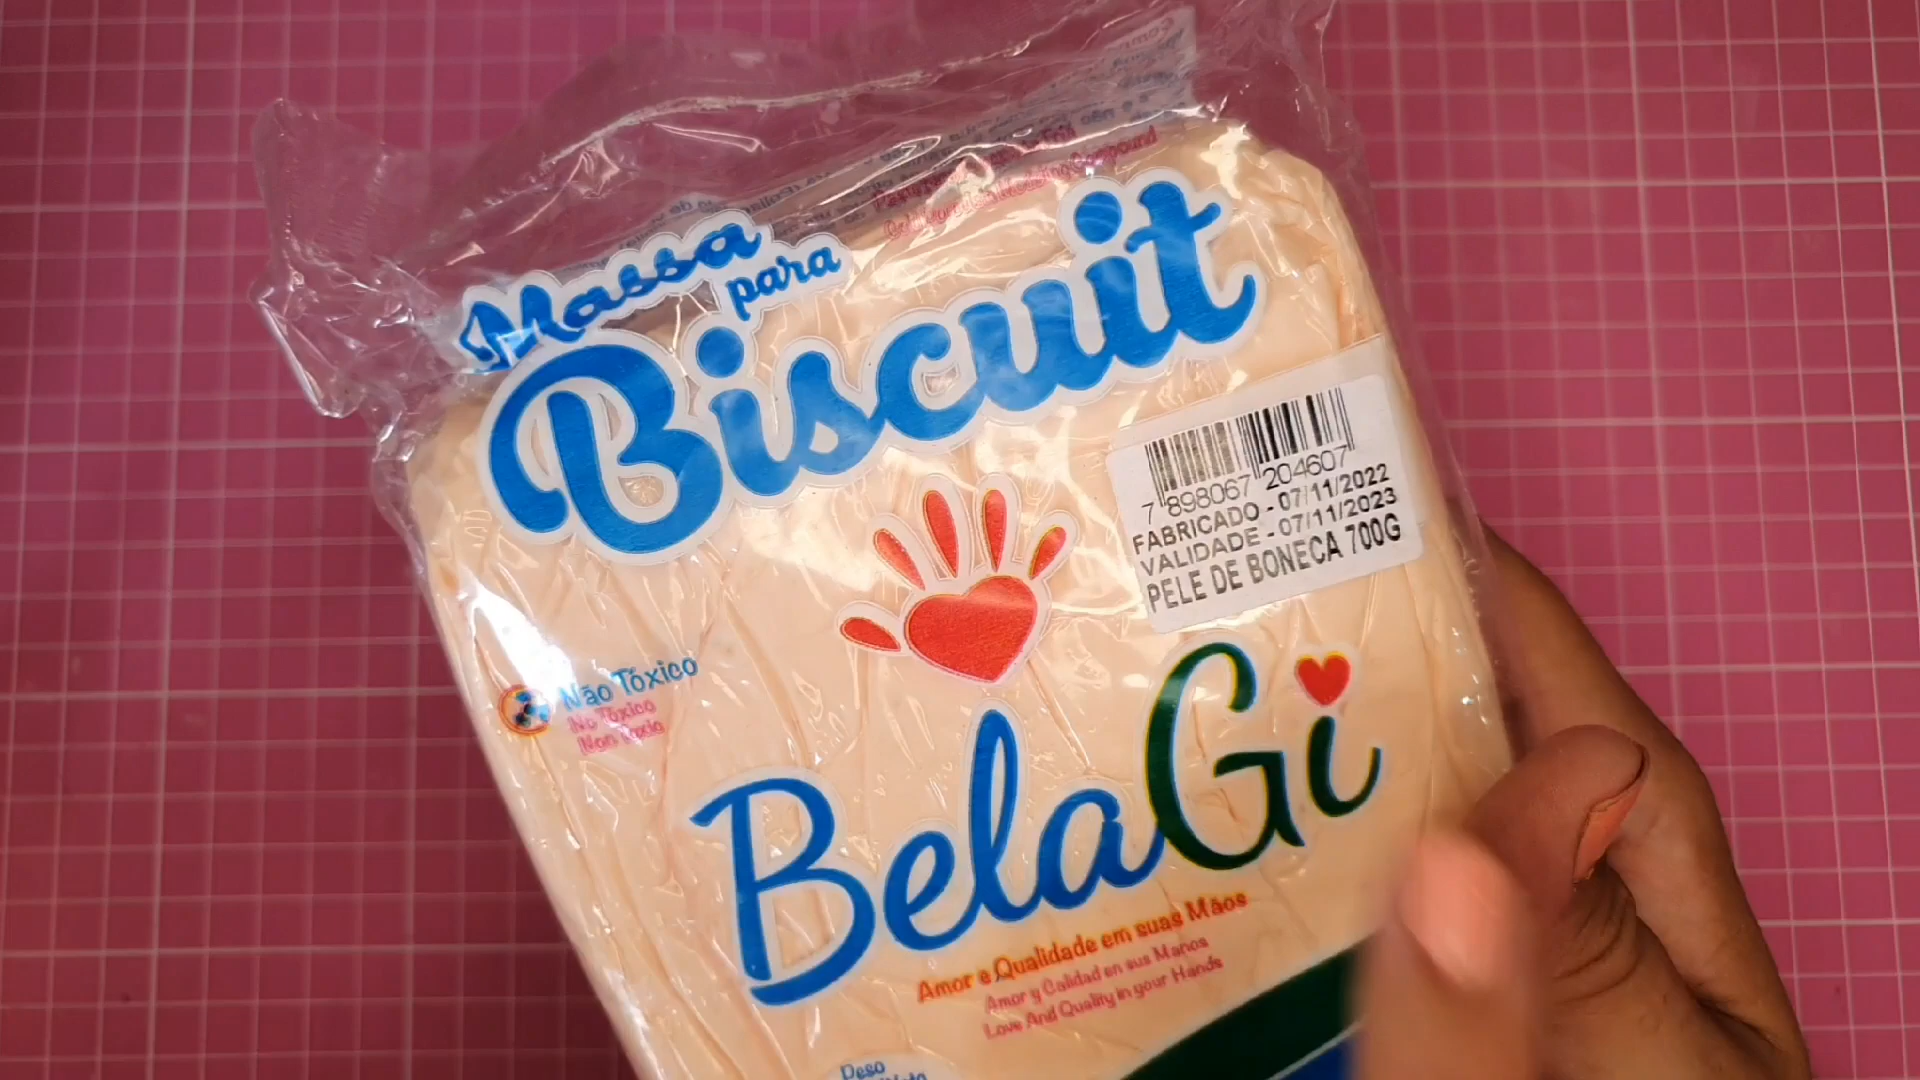 Massa
para
Biscuit
7 898067 204607
FABRICADO - 07/11/2022
VALIDADE - 07/11/2023
PELE DE BONECA 700G
Não Tóxico
No Tóxico
Non Toxic
BelaGi
Amor e Qualidade em suas Mãos
Amor y Calidad en sus Manos
Love And Quality in your Hands
Peso